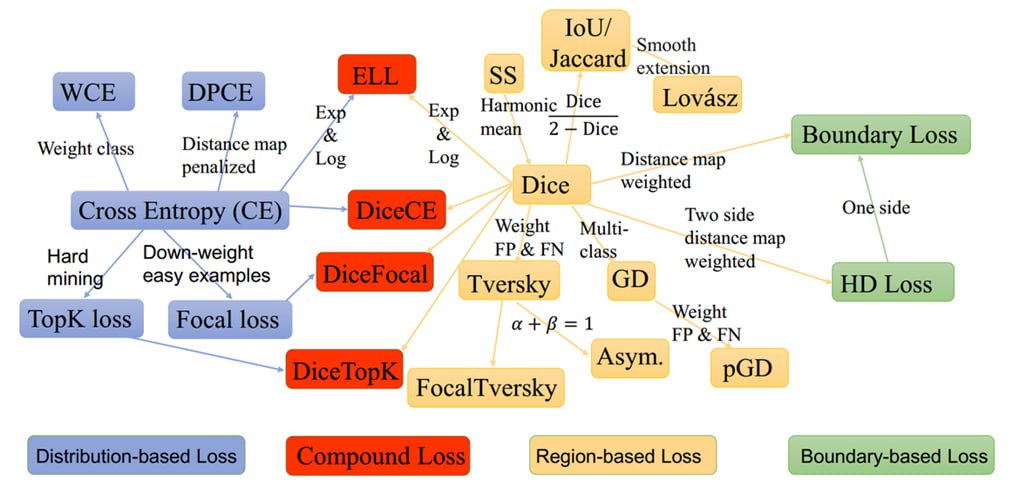 IoU/
Jaccard
Smooth
extension
Lovász
SS
Harmonic
mean
Dice
2 − Dice
ELL
WCE
DPCE
Exp
&
Log
Exp
&
Log
Weight class
Distance map
penalized
Boundary Loss
Distance map
weighted
Dice
Cross Entropy (CE)
DiceCE
One side
Two side
distance map
weighted
Weight
FP & FN
Multi-
class
Hard
mining
Down-weight
easy examples
DiceFocal
Tversky
GD
HD Loss
TopK loss
Focal loss
α + β = 1
Weight
FP & FN
Asym.
pGD
DiceTopK
FocalTversky
Distribution-based Loss
Compound Loss
Region-based Loss
Boundary-based Loss